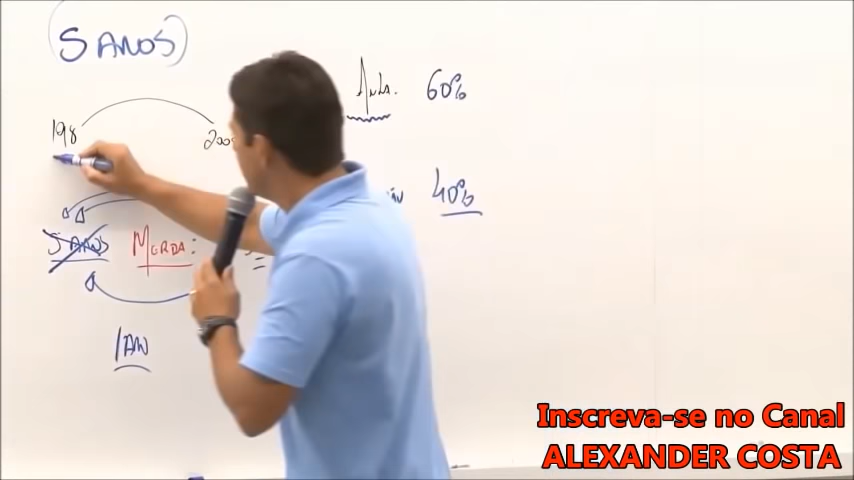 5 ANOS
AULA. 60%
198 200
40%
5 ANOS MERDA:
1 ANO
Inscreva-se no Canal
ALEXANDER COSTA